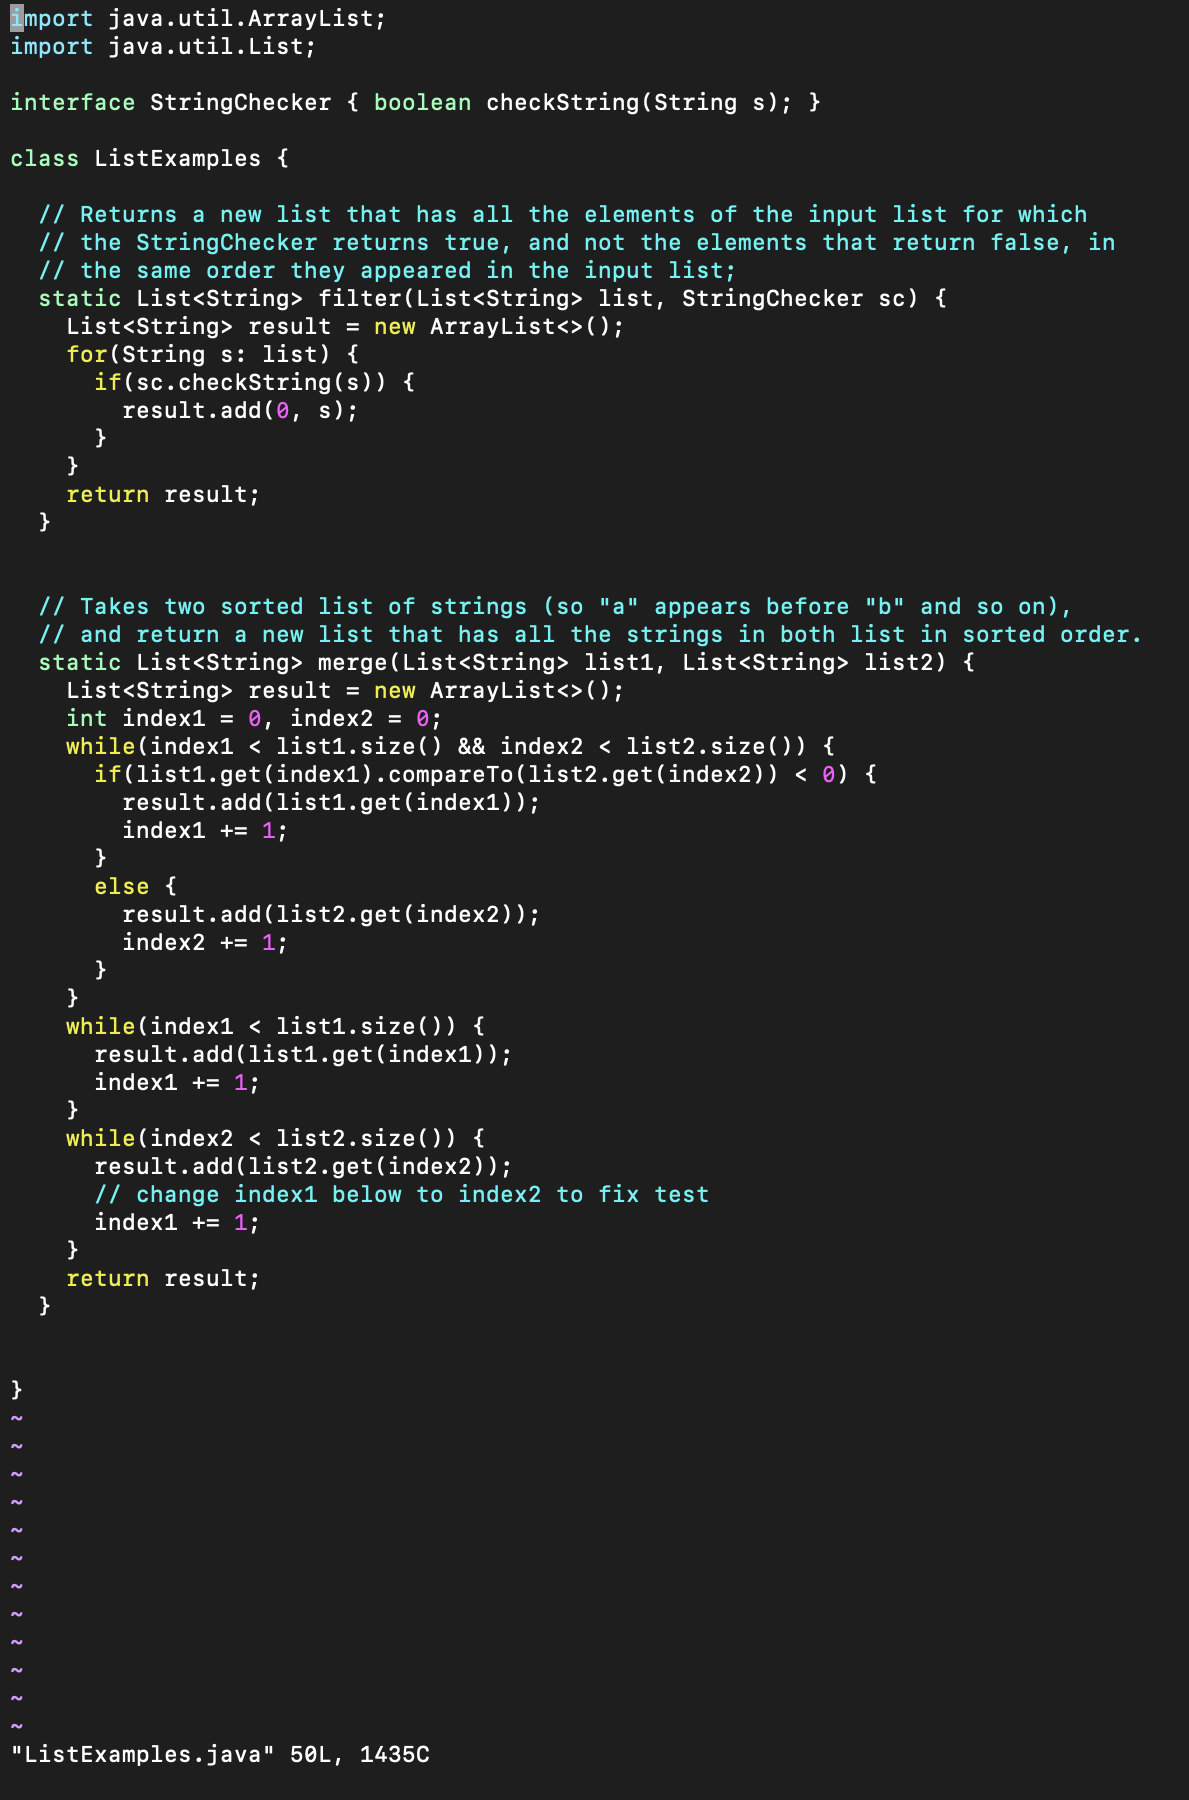 import java.util.ArrayList;
import java.util.List;

interface StringChecker { boolean checkString(String s); }

class ListExamples {

  // Returns a new list that has all the elements of the input list for which
  // the StringChecker returns true, and not the elements that return false, in
  // the same order they appeared in the input list;
  static List<String> filter(List<String> list, StringChecker sc) {
    List<String> result = new ArrayList<>();
    for(String s: list) {
      if(sc.checkString(s)) {
        result.add(0, s);
      }
    }
    return result;
  }


  // Takes two sorted list of strings (so "a" appears before "b" and so on),
  // and return a new list that has all the strings in both list in sorted order.
  static List<String> merge(List<String> list1, List<String> list2) {
    List<String> result = new ArrayList<>();
    int index1 = 0, index2 = 0;
    while(index1 < list1.size() && index2 < list2.size()) {
      if(list1.get(index1).compareTo(list2.get(index2)) < 0) {
        result.add(list1.get(index1));
        index1 += 1;
      }
      else {
        result.add(list2.get(index2));
        index2 += 1;
      }
    }
    while(index1 < list1.size()) {
      result.add(list1.get(index1));
      index1 += 1;
    }
    while(index2 < list2.size()) {
      result.add(list2.get(index2));
      // change index1 below to index2 to fix test
      index1 += 1;
    }
    return result;
  }


}
~
~
~
~
~
~
~
~
~
~
~
~
"ListExamples.java" 50L, 1435C